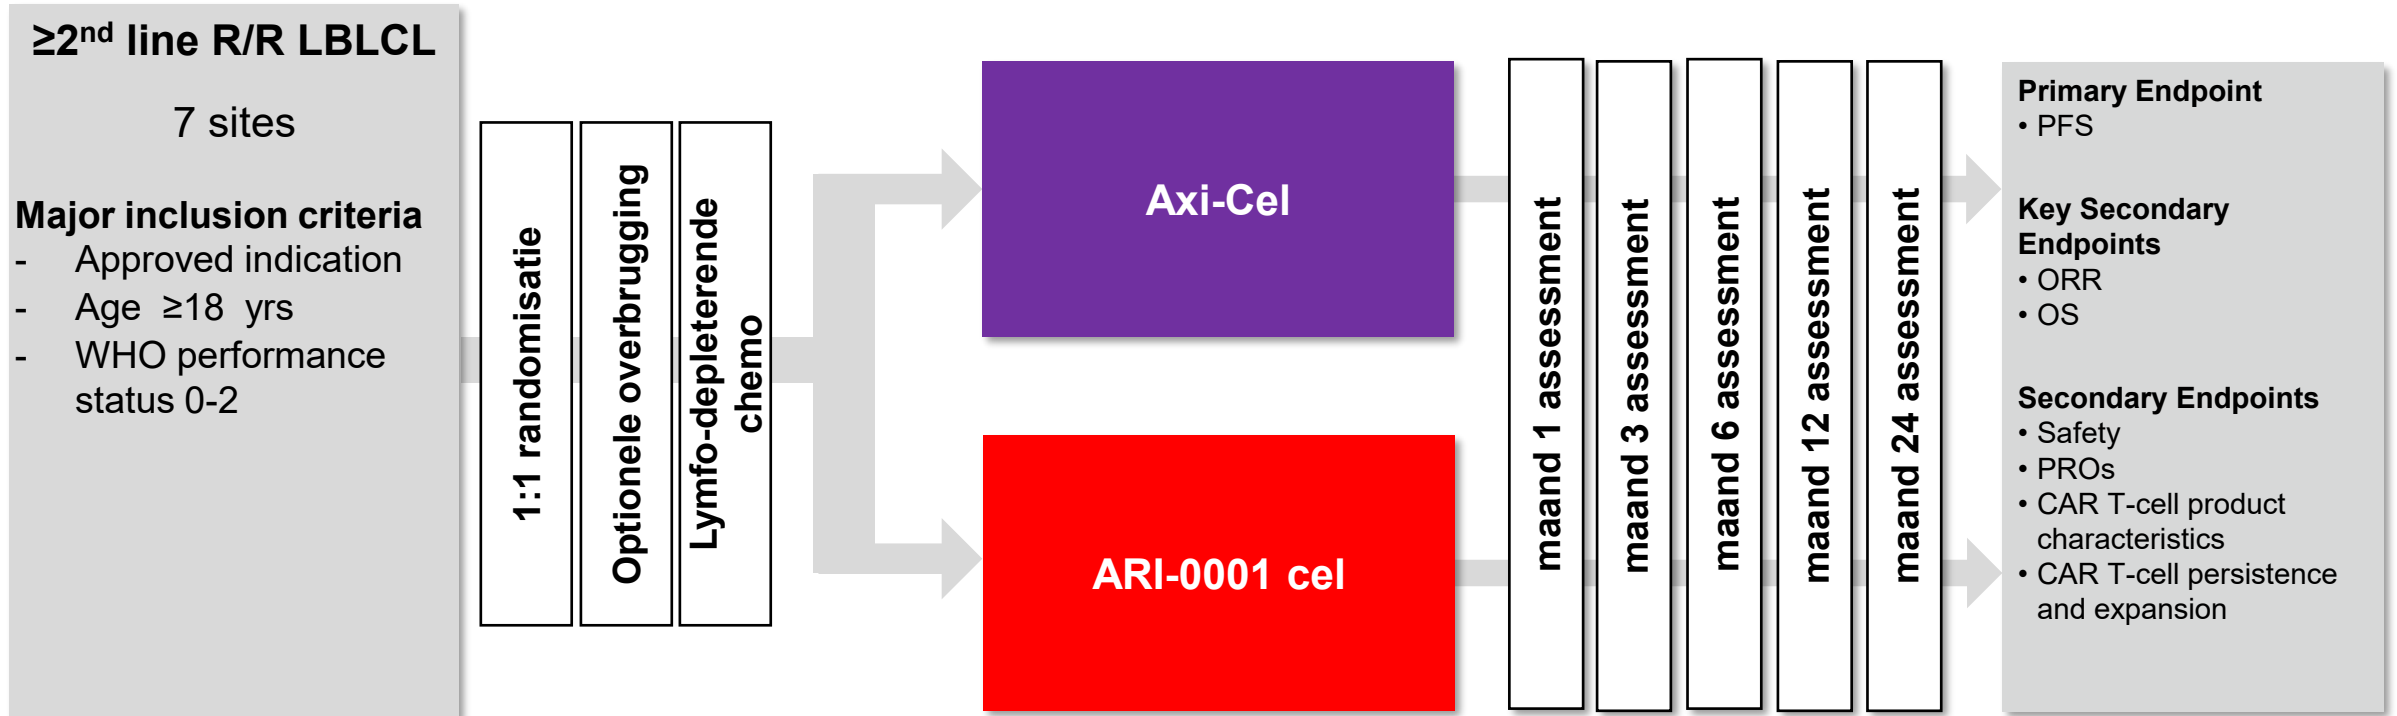 ≥2nd line R/R LBLCL
7 sites
Major inclusion criteria
- Approved indication
- Age ≥18 yrs
- WHO performance
status 0-2
1:1 randomisatie
Optionele overbrugging
Lymfo-depleterende
chemo
Axi-Cel
ARI-0001 cel
maand 1 assessment
maand 3 assessment
maand 6 assessment
maand 12 assessment
maand 24 assessment
Primary Endpoint
• PFS
Key Secondary
Endpoints
• ORR
• OS
Secondary Endpoints
• Safety
• PROs
• CAR T-cell product
characteristics
• CAR T-cell persistence
and expansion